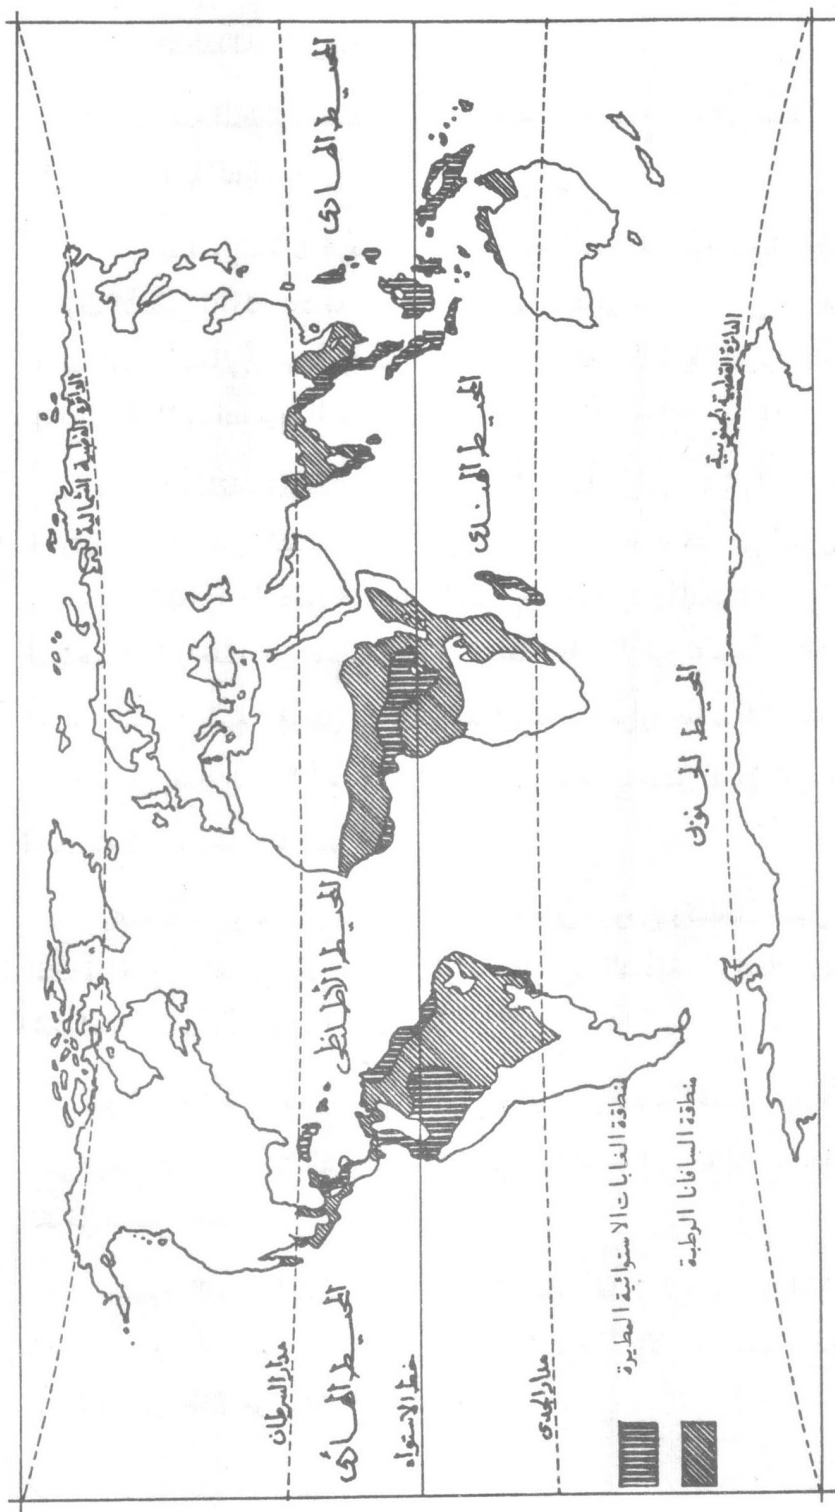 الدائرة القطبية الشمالية
المحيط الهادى
المحيط الأطلنطى
مدار السرطان
المحيط الهادى
خط الاستواء
المحيط الهندى
مدار الجدى
المحيط الجنوبى
الدائرة القطبية الجنوبية
منطقة الغابات الاستوائية المطيرة
منطقة السافانا الرطبة